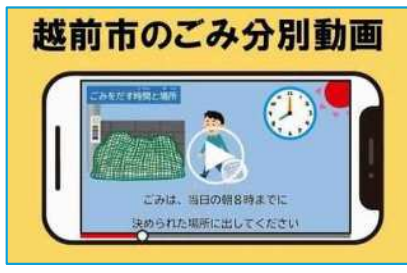 越前市のごみ分別動画
ごみをだす時間と場所
ごみは、当日の朝8時までに
決められた場所に出してください